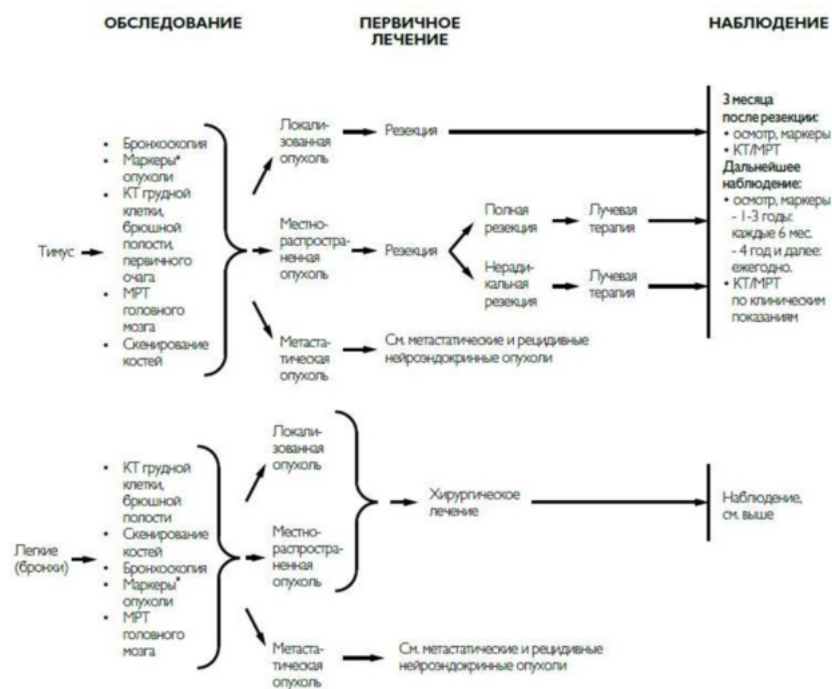 ОБСЛЕДОВАНИЕ
ПЕРВИЧНОЕ
ЛЕЧЕНИЕ
НАБЛЮДЕНИЕ
Тимус
• Бронхоскопия
• Маркеры*
опухоли
• КТ грудной
клетки,
брюшной
полости,
первичного
очага
• МРТ
головного
мозга
• Скенирование
костей
Локали-
зованная
опухоль
Резекция
Местно-
распростра-
ненная
опухоль
Резекция
Полная
резекция
Лучевая
терапия
Неради-
кальная
резекция
Лучевая
терапия
Метаста-
тическая
опухоль
См. метастатические и рецидивные
нейроэндокринные опухоли
3 месяца
после резекции:
• осмотр, маркеры
• КТ/МРТ
Дальнейшее
наблюдение:
• осмотр, маркеры
- 1-3 годы:
каждые 6 мес.
- 4 год и далее:
ежегодно.
• КТ/МРТ
по клиническим
показаниям
Легкие
(бронхи)
• КТ грудной
клетки,
брюшной
полости
• Скенирование
костей
• Бронхоскопия
• Маркеры*
опухоли
• МРТ
головного
мозга
Локали-
зованная
опухоль
Местно-
распростра-
ненная
опухоль
Хирургическое
лечение
Наблюдение,
см. выше
Метаста-
тическая
опухоль
См. метастатические и рецидивные
нейроэндокринные опухоли